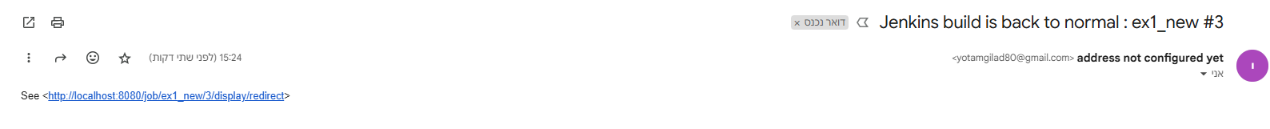 Jenkins build is back to normal : ex1_new #3
דואר נכנס ×
address not configured yet <yotamgilad80@gmail.com>
15:24 (לפני שתי דקות)
אני
י
See <http://localhost:8080/job/ex1_new/3/display/redirect>